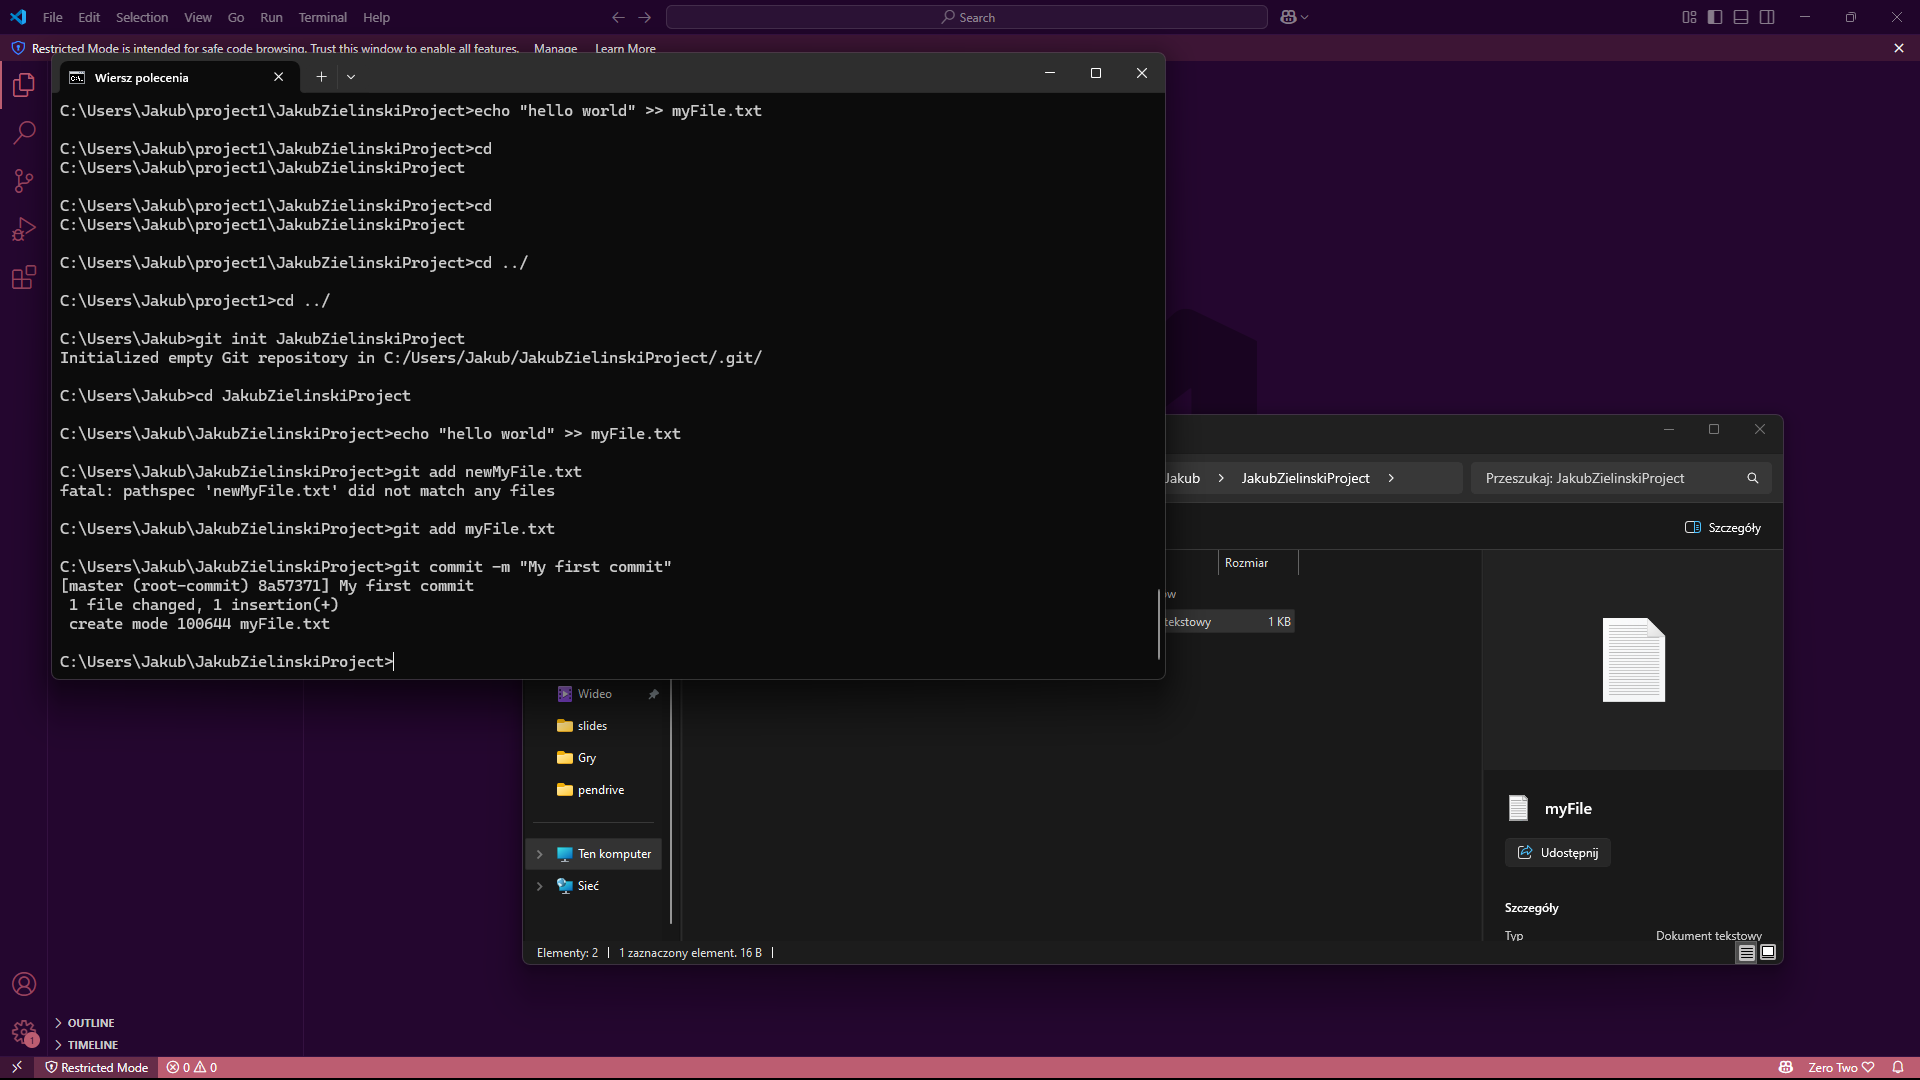 File Edit Selection View Go Run Terminal Help
Search
Restricted Mode is intended for safe code browsing. Trust this window to enable all features. Manage Learn More
Wiersz polecenia
C:\Users\Jakub\project1\JakubZielinskiProject>echo "hello world" >> myFile.txt
C:\Users\Jakub\project1\JakubZielinskiProject>cd
C:\Users\Jakub\project1\JakubZielinskiProject
C:\Users\Jakub\project1\JakubZielinskiProject>cd
C:\Users\Jakub\project1\JakubZielinskiProject
C:\Users\Jakub\project1\JakubZielinskiProject>cd ../
C:\Users\Jakub\project1>cd ../
C:\Users\Jakub>git init JakubZielinskiProject
Initialized empty Git repository in C:/Users/Jakub/JakubZielinskiProject/.git/
C:\Users\Jakub>cd JakubZielinskiProject
C:\Users\Jakub\JakubZielinskiProject>echo "hello world" >> myFile.txt
C:\Users\Jakub\JakubZielinskiProject>git add newMyFile.txt
fatal: pathspec 'newMyFile.txt' did not match any files
C:\Users\Jakub\JakubZielinskiProject>git add myFile.txt
C:\Users\Jakub\JakubZielinskiProject>git commit -m "My first commit"
[master (root-commit) 8a57371] My first commit
1 file changed, 1 insertion(+)
create mode 100644 myFile.txt
C:\Users\Jakub\JakubZielinskiProject>
Jakub > JakubZielinskiProject >
Przeszukaj: JakubZielinskiProject
Szczegóły
Rozmiar
ow
tekstowy 1 KB
Wideo
slides
Gry
pendrive
Ten komputer
Sieć
myFile
Udostępnij
Szczegóły
Typ Dokument tekstowy
Elementy: 2 1 zaznaczony element. 16 B
OUTLINE
TIMELINE
1
Restricted Mode 0 0
Zero Two